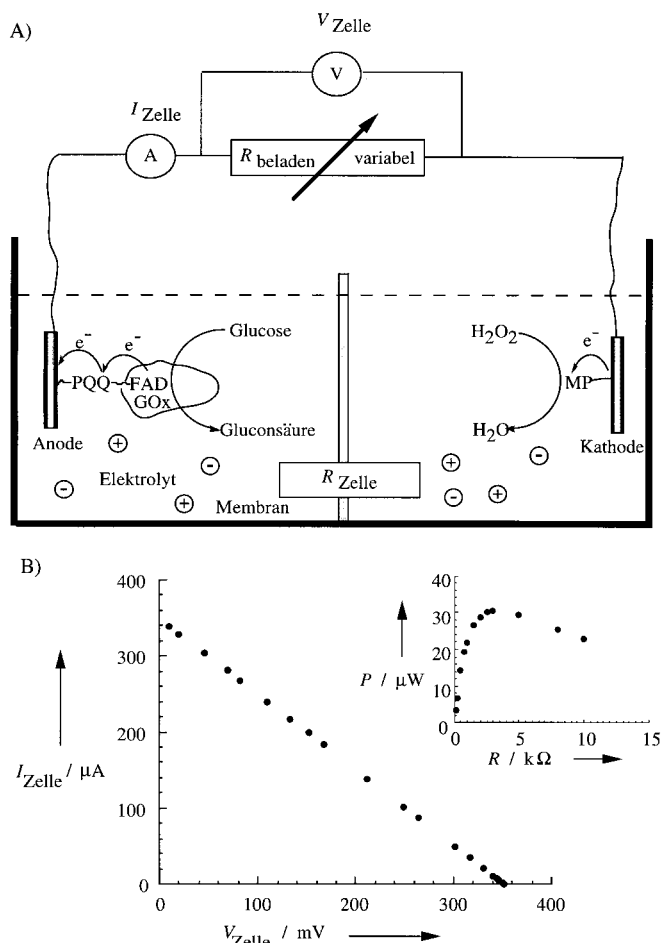 A)
V Zelle
V
I Zelle
A
R beladen variabel
e⁻ e⁻
Glucose
PQQ FAD
GOx
Gluconsäure
Anode
H₂O₂
e⁻
MP
H₂O
Kathode
Elektrolyt
Membran
R Zelle
+ - - + + - - +
B)
I Zelle / µA
400
300
200
100
0
0 100 200 300 400
V Zelle / mV
P / µW
40
30
20
10
0
0 5 10 15
R / kΩ